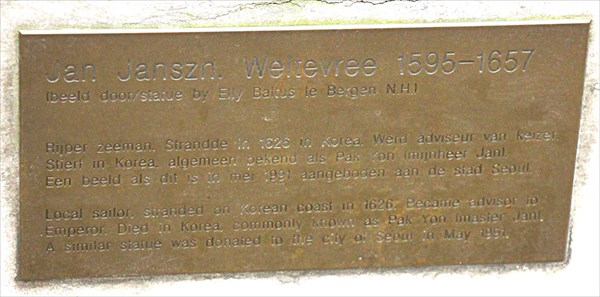 Jan Janszn. Weltevree 1595-1657
(beeld door/statue by Elly Baltus te Bergen N.H.)
Rijper zeeman. Strandde in 1626 in Korea. Werd adviseur van keizer.
Stierf in Korea, algemeen bekend als Pak Yon (mijnheer Jan).
Een beeld als dit is in mei 1991 aangeboden aan de stad Seoul.
Local sailor, stranded on Korean coast in 1626. Became advisor to
Emperor. Died in Korea, commonly known as Pak Yon (master Jan).
A similar statue was donated to the city of Seoul in May 1991.